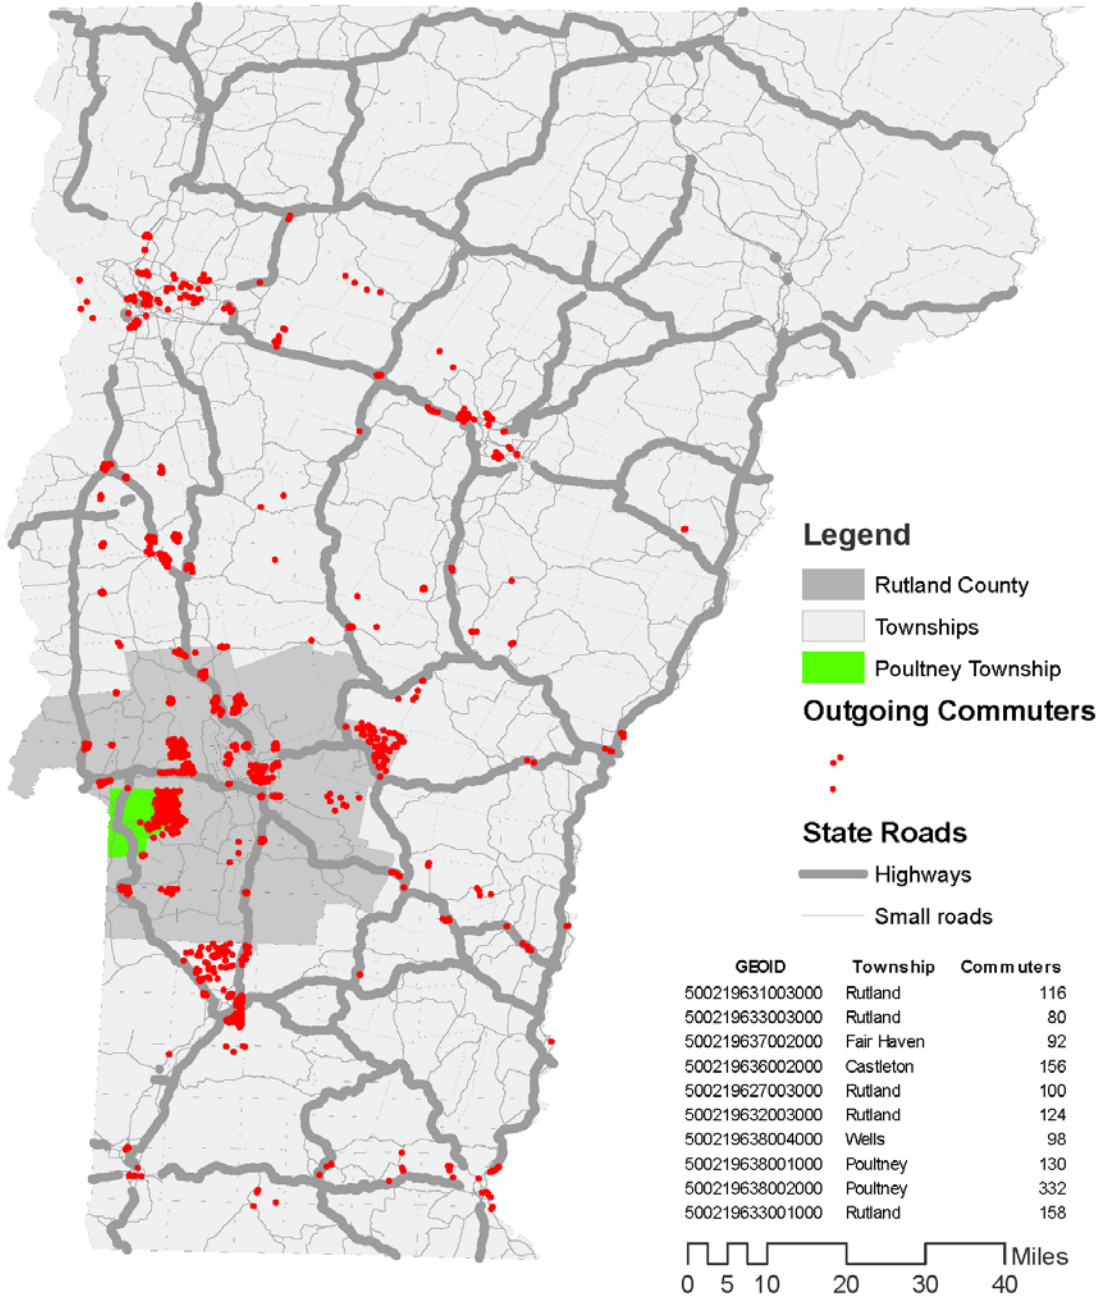 Legend
Rutland County
Townships
Poultney Township
Outgoing Commuters
State Roads
Highways
Small roads
GEOID Township Commuters
500219631003000 Rutland 116
500219633003000 Rutland 80
500219637002000 Fair Haven 92
500219636002000 Castleton 156
500219627003000 Rutland 100
500219632003000 Rutland 124
500219638004000 Wells 98
500219638001000 Poultney 130
500219638002000 Poultney 332
500219633001000 Rutland 158
Miles
0 5 10 20 30 40